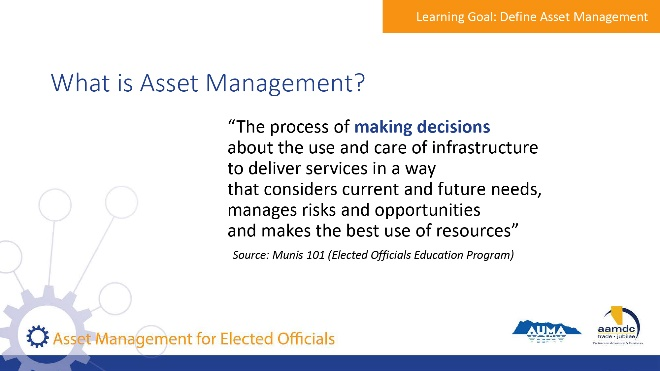 Learning Goal: Define Asset Management
What is Asset Management?
“The process of making decisions
about the use and care of infrastructure
to deliver services in a way
that considers current and future needs,
manages risks and opportunities
and makes the best use of resources”
Source: Munis 101 (Elected Officials Education Program)
Asset Management for Elected Officials
AUMA
aamdc
trade • jubilee